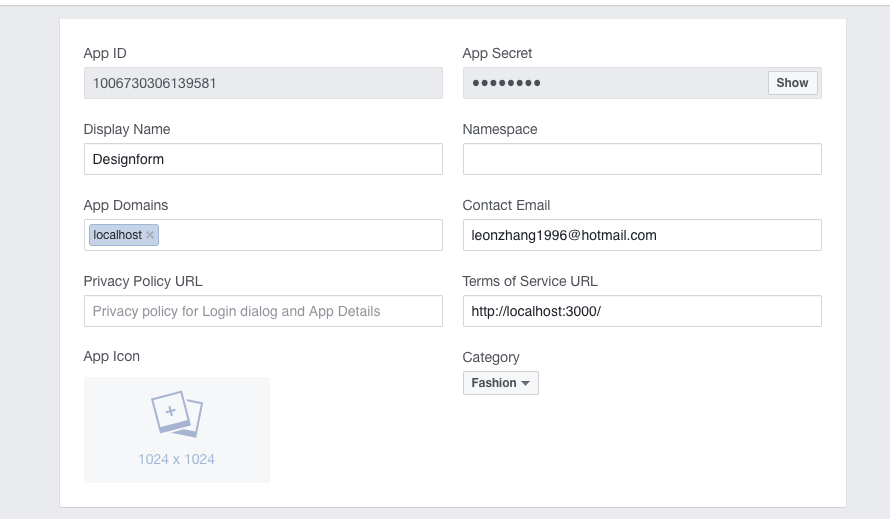 App ID
1006730306139581
App Secret
●●●●●●●●
Show
Display Name
Designform
Namespace
App Domains
localhost ×
Contact Email
leonzhang1996@hotmail.com
Privacy Policy URL
Privacy policy for Login dialog and App Details
Terms of Service URL
http://localhost:3000/
App Icon
1024 x 1024
Category
Fashion